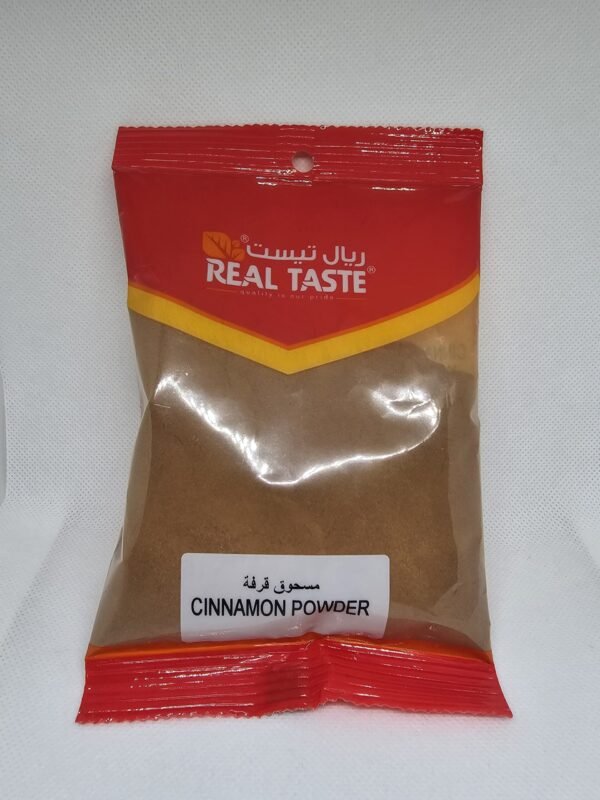 ريال تيست®
REAL TASTE®
quality is our pride
مسحوق قرفة
CINNAMON POWDER